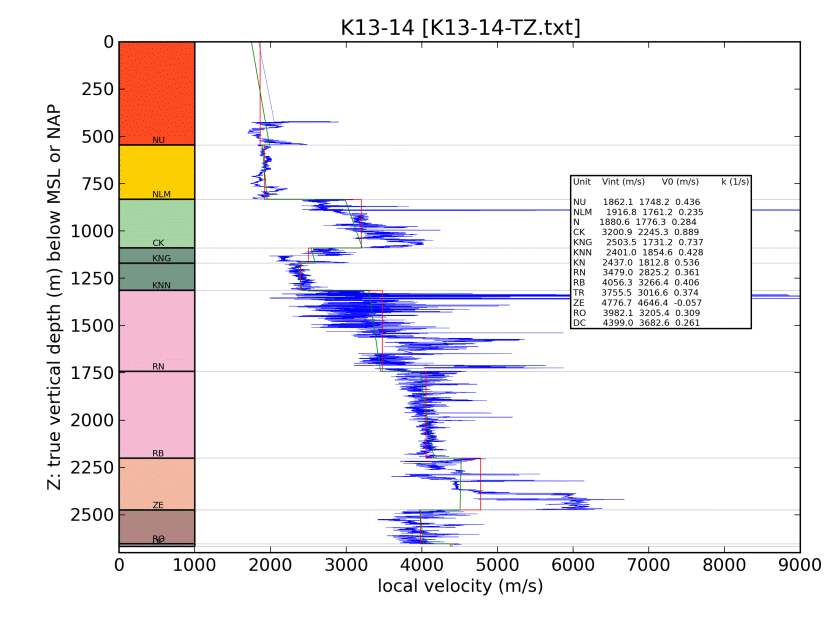 K13-14 [K13-14-TZ.txt]
Z: true vertical depth (m) below MSL or NAP
0
250
500
750
1000
1250
1500
1750
2000
2250
2500
NU
NLM
CK
KNG
KNN
RN
RB
ZE
RO
Unit Vint (m/s) V0 (m/s) k (1/s)
NU 1862.1 1748.2 0.436
NLM 1916.8 1761.2 0.235
N 1880.6 1776.3 0.284
CK 3200.9 2245.3 0.889
KNG 2503.5 1731.2 0.737
KNN 2401.0 1854.6 0.428
KN 2437.0 1812.8 0.536
RN 3479.0 2825.2 0.361
RB 4056.3 3266.4 0.406
TR 3755.5 3016.6 0.374
ZE 4776.7 4646.4 -0.057
RO 3982.1 3205.4 0.309
DC 4399.0 3682.6 0.261
0 1000 2000 3000 4000 5000 6000 7000 8000 9000
local velocity (m/s)